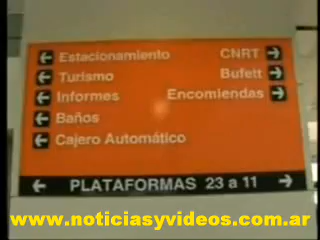 Estacionamiento CNRT
Turismo Bufett
Informes Encomiendas
Baños
Cajero Automático
PLATAFORMAS 23 a 11
www.noticiasyvideos.com.ar